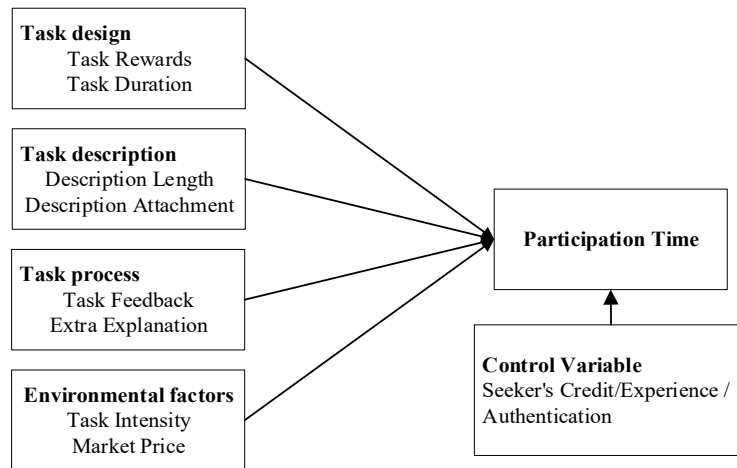 Task design
Task Rewards
Task Duration
Task description
Description Length
Description Attachment
Task process
Task Feedback
Extra Explanation
Environmental factors
Task Intensity
Market Price
Participation Time
Control Variable
Seeker's Credit/Experience /
Authentication